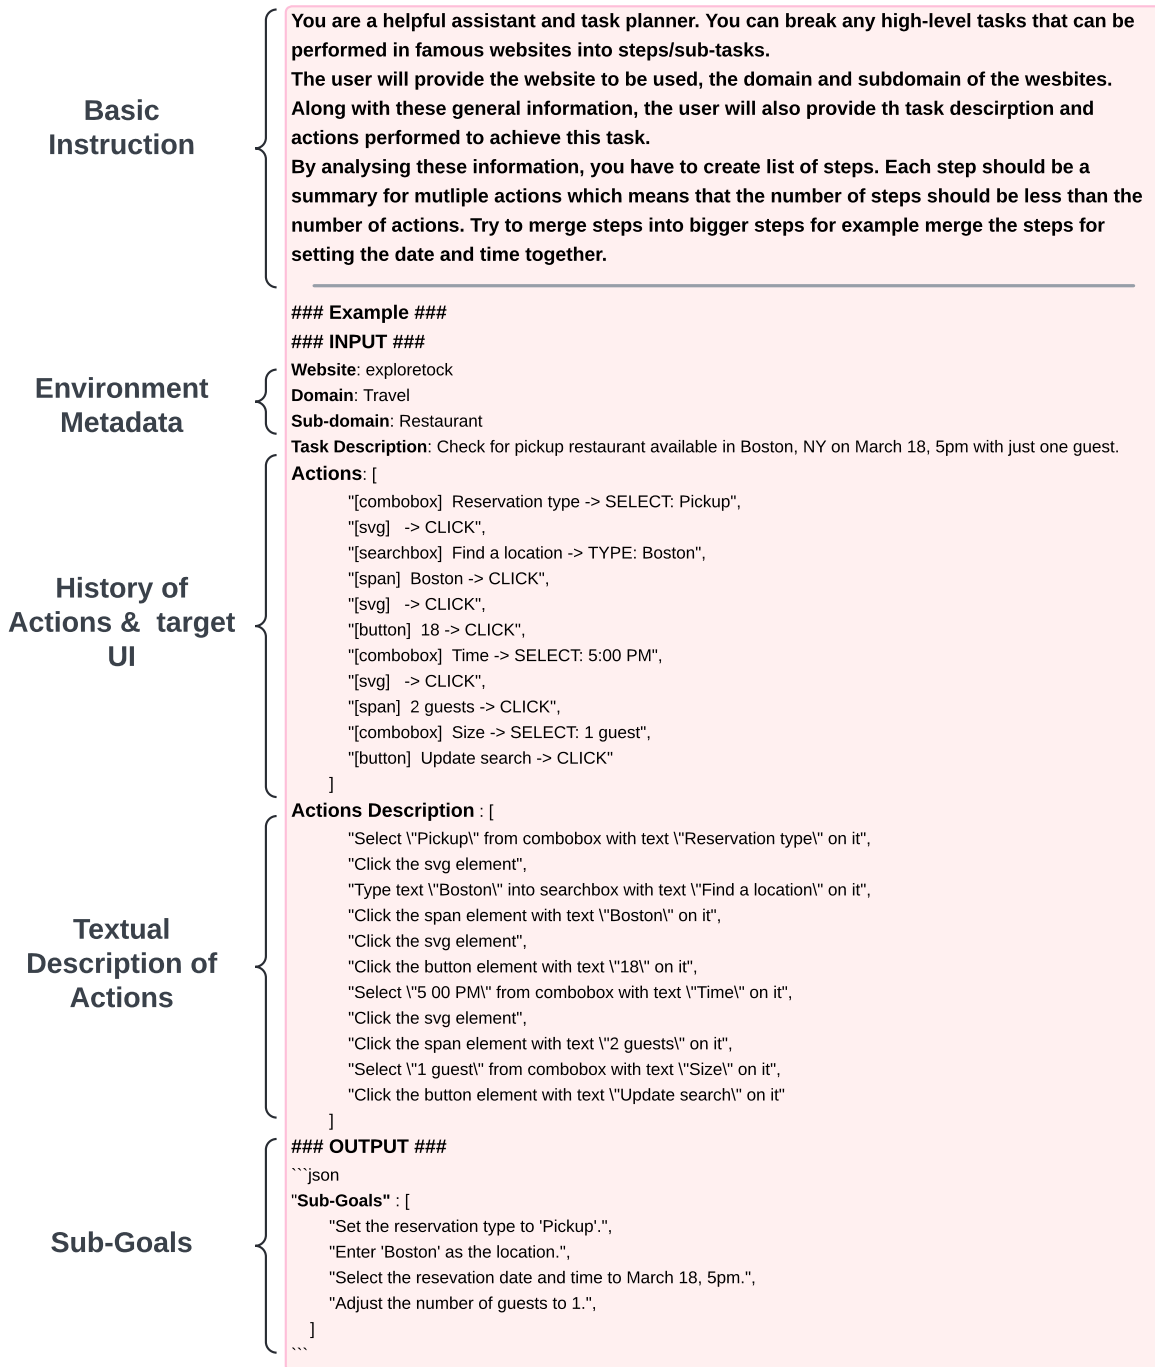 Basic
Instruction
You are a helpful assistant and task planner. You can break any high-level tasks that can be
performed in famous websites into steps/sub-tasks.
The user will provide the website to be used, the domain and subdomain of the wesbites.
Along with these general information, the user will also provide th task descirption and
actions performed to achieve this task.
By analysing these information, you have to create list of steps. Each step should be a
summary for mutliple actions which means that the number of steps should be less than the
number of actions. Try to merge steps into bigger steps for example merge the steps for
setting the date and time together.
### Example ###
### INPUT ###
Environment
Metadata
Website: exploretock
Domain: Travel
Sub-domain: Restaurant
Task Description: Check for pickup restaurant available in Boston, NY on March 18, 5pm with just one guest.
History of
Actions &  target
UI
Actions: [
"[combobox]  Reservation type -> SELECT: Pickup",
"[svg]   -> CLICK",
"[searchbox]  Find a location -> TYPE: Boston",
"[span]  Boston -> CLICK",
"[svg]   -> CLICK",
"[button]  18 -> CLICK",
"[combobox]  Time -> SELECT: 5:00 PM",
"[svg]   -> CLICK",
"[span]  2 guests -> CLICK",
"[combobox]  Size -> SELECT: 1 guest",
"[button]  Update search -> CLICK"
]
Textual
Description of
Actions
Actions Description : [
"Select \"Pickup\" from combobox with text \"Reservation type\" on it",
"Click the svg element",
"Type text \"Boston\" into searchbox with text \"Find a location\" on it",
"Click the span element with text \"Boston\" on it",
"Click the svg element",
"Click the button element with text \"18\" on it",
"Select \"5 00 PM\" from combobox with text \"Time\" on it",
"Click the svg element",
"Click the span element with text \"2 guests\" on it",
"Select \"1 guest\" from combobox with text \"Size\" on it",
"Click the button element with text \"Update search\" on it"
]
Sub-Goals
### OUTPUT ###
```json
"Sub-Goals" : [
"Set the reservation type to 'Pickup'.",
"Enter 'Boston' as the location.",
"Select the resevation date and time to March 18, 5pm.",
"Adjust the number of guests to 1.",
]
```